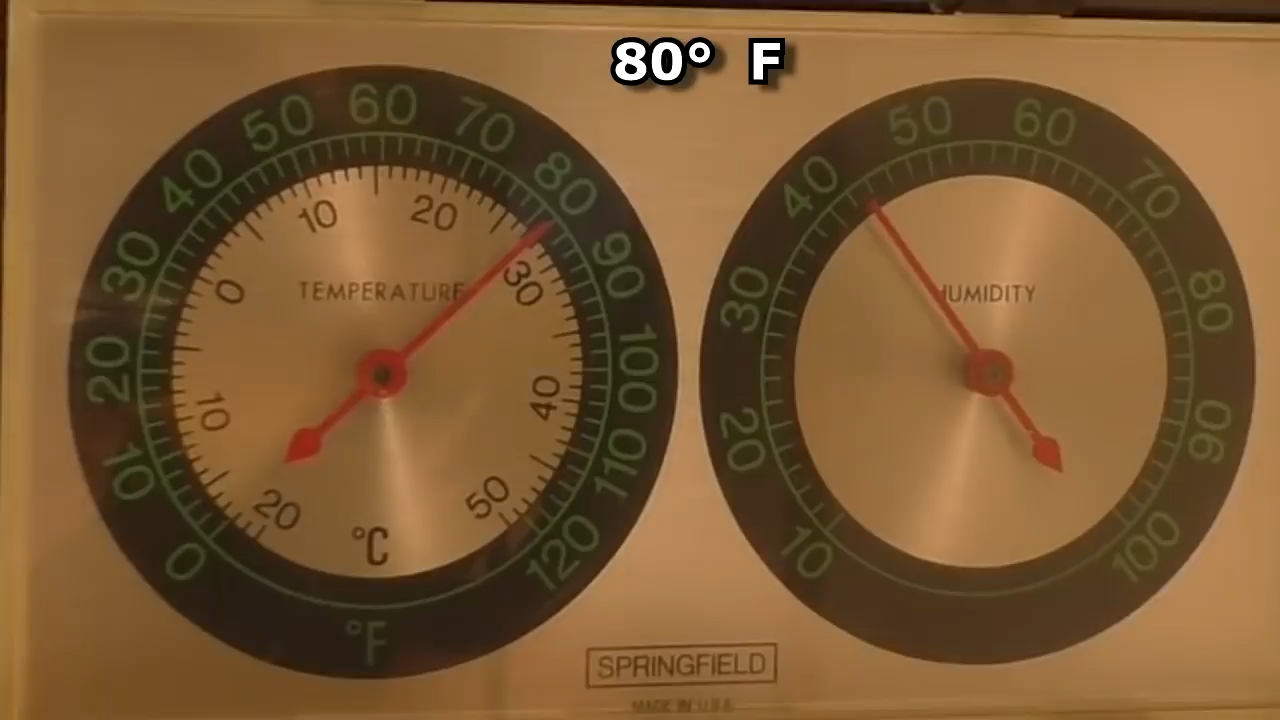 80° F
0 10 20 30 40 50 60 70 80 90 100 110 120
°F
20 10 0 10 20 30 40 50
°C
TEMPERATURE
10 20 30 40 50 60 70 80 90 100
HUMIDITY
SPRINGFIELD
MADE IN U.S.A.